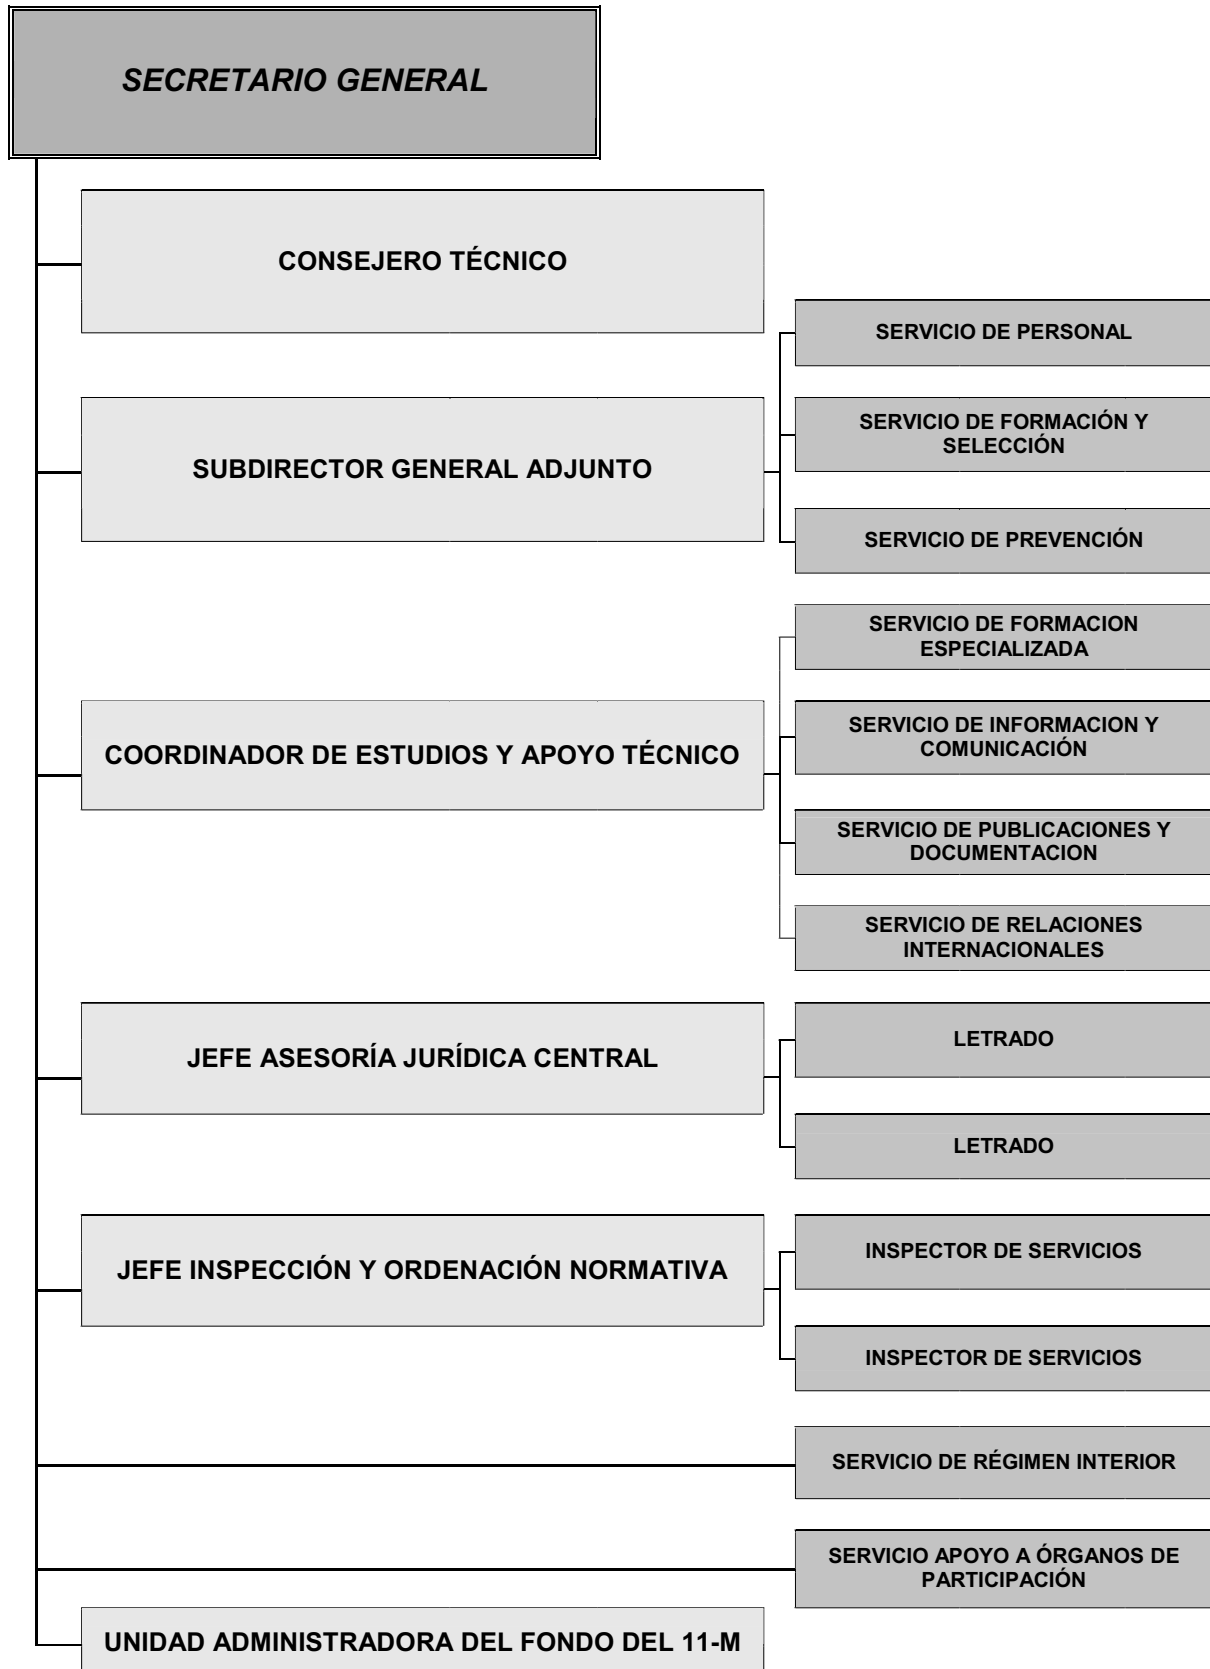 SECRETARIO GENERAL
CONSEJERO TÉCNICO
SERVICIO DE PERSONAL
SERVICIO DE FORMACIÓN Y
SELECCIÓN
SUBDIRECTOR GENERAL ADJUNTO
SERVICIO DE PREVENCIÓN
SERVICIO DE FORMACION
ESPECIALIZADA
SERVICIO DE INFORMACION Y
COMUNICACIÓN
COORDINADOR DE ESTUDIOS Y APOYO TÉCNICO
SERVICIO DE PUBLICACIONES Y
DOCUMENTACION
SERVICIO DE RELACIONES
INTERNACIONALES
JEFE ASESORÍA JURÍDICA CENTRAL
LETRADO
LETRADO
JEFE INSPECCIÓN Y ORDENACIÓN NORMATIVA
INSPECTOR DE SERVICIOS
INSPECTOR DE SERVICIOS
SERVICIO DE RÉGIMEN INTERIOR
SERVICIO APOYO A ÓRGANOS DE
PARTICIPACIÓN
UNIDAD ADMINISTRADORA DEL FONDO DEL 11-M